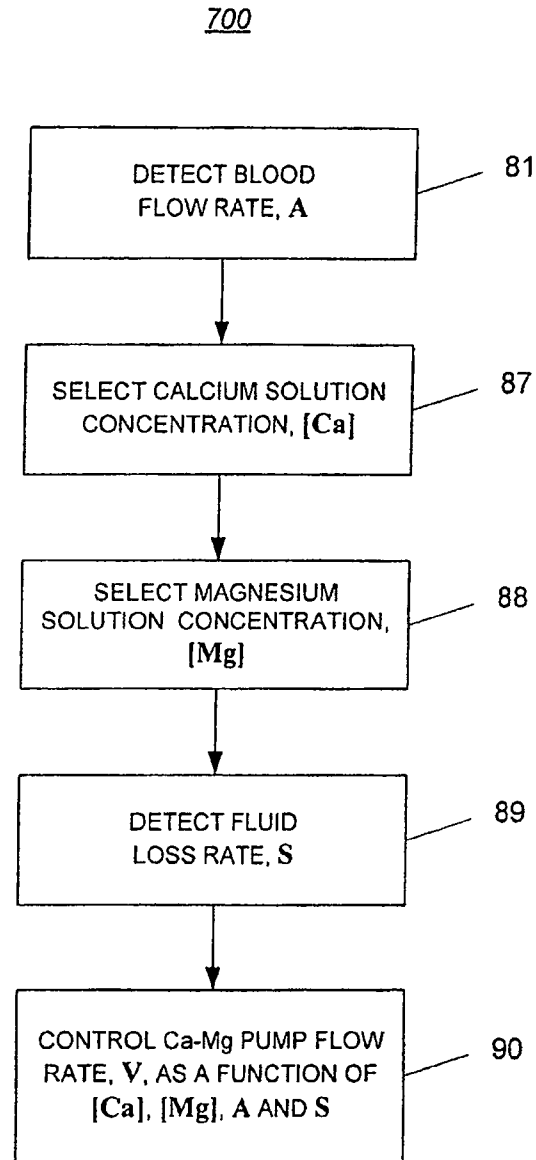 700
DETECT BLOOD
FLOW RATE, A
81
SELECT CALCIUM SOLUTION
CONCENTRATION, [Ca]
87
SELECT MAGNESIUM
SOLUTION CONCENTRATION,
[Mg]
88
DETECT FLUID
LOSS RATE, S
89
CONTROL Ca-Mg PUMP FLOW
RATE, V, AS A FUNCTION OF
[Ca], [Mg], A AND S
90